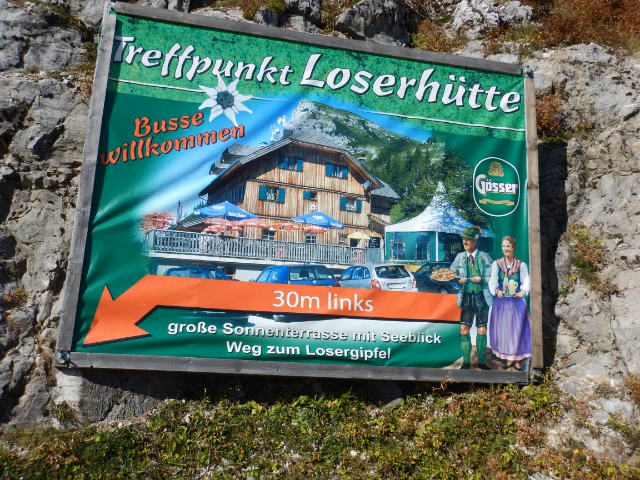 Treffpunkt Loserhütte
Busse
willkommen
Gösser
30m links
große Sonnenterrasse mit Seeblick
Weg zum Losergipfel